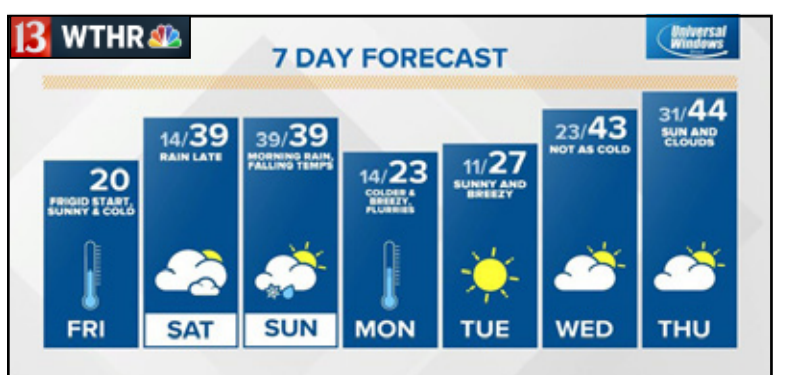 13 WTHR
Universal
Windows
7 DAY FORECAST
20
FRIGID START,
SUNNY & COLD
FRI
14/39
RAIN LATE
SAT
39/39
MORNING RAIN,
FALLING TEMPS
SUN
14/23
COLDER &
BREEZY,
FLURRIES
MON
11/27
SUNNY AND
BREEZY
TUE
23/43
NOT AS COLD
WED
31/44
SUN AND
CLOUDS
THU